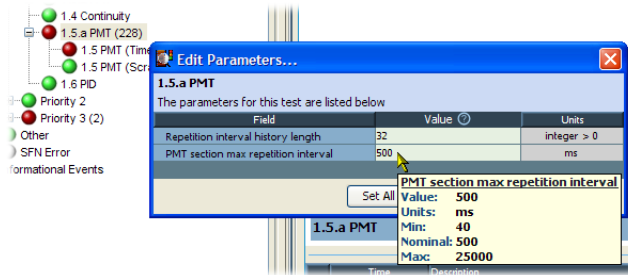 1.4 Continuity
1.5.a PMT (228)
1.5 PMT (Time
1.5 PMT (Scra
1.6 PID
Priority 2
Priority 3 (2)
Other
SFN Error
formational Events
Edit Parameters...
1.5.a PMT
The parameters for this test are listed below
Field Value ? Units
Repetition interval history length 32 integer > 0
PMT section max repetition interval 500 ms
Set All
PMT section max repetition interval
Value: 500
Units: ms
Min: 40
Nominal: 500
Max: 25000
1.5.a PMT
Time Description